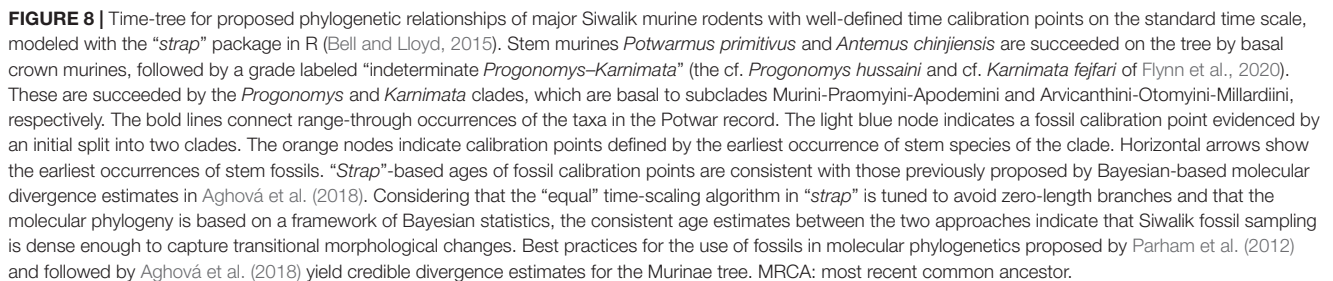 FIGURE 8 | Time-tree for proposed phylogenetic relationships of major Siwalik murine rodents with well-defined time calibration points on the standard time scale,
modeled with the “strap” package in R (Bell and Lloyd, 2015). Stem murines Potwarmus primitivus and Antemus chinjiensis are succeeded on the tree by basal
crown murines, followed by a grade labeled “indeterminate Progonomys–Karnimata” (the cf. Progonomys hussaini and cf. Karnimata fejfari of Flynn et al., 2020).
These are succeeded by the Progonomys and Karnimata clades, which are basal to subclades Murini-Praomyini-Apodemini and Arvicanthini-Otomyini-Millardiini,
respectively. The bold lines connect range-through occurrences of the taxa in the Potwar record. The light blue node indicates a fossil calibration point evidenced by
an initial split into two clades. The orange nodes indicate calibration points defined by the earliest occurrence of stem species of the clade. Horizontal arrows show
the earliest occurrences of stem fossils. “Strap”-based ages of fossil calibration points are consistent with those previously proposed by Bayesian-based molecular
divergence estimates in Aghová et al. (2018). Considering that the “equal” time-scaling algorithm in “strap” is tuned to avoid zero-length branches and that the
molecular phylogeny is based on a framework of Bayesian statistics, the consistent age estimates between the two approaches indicate that Siwalik fossil sampling
is dense enough to capture transitional morphological changes. Best practices for the use of fossils in molecular phylogenetics proposed by Parham et al. (2012)
and followed by Aghová et al. (2018) yield credible divergence estimates for the Murinae tree. MRCA: most recent common ancestor.